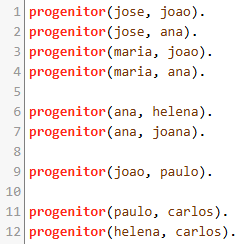 1 progenitor(jose, joao).
2 progenitor(jose, ana).
3 progenitor(maria, joao).
4 progenitor(maria, ana).
5
6 progenitor(ana, helena).
7 progenitor(ana, joana).
8
9 progenitor(joao, paulo).
10
11 progenitor(paulo, carlos).
12 progenitor(helena, carlos).